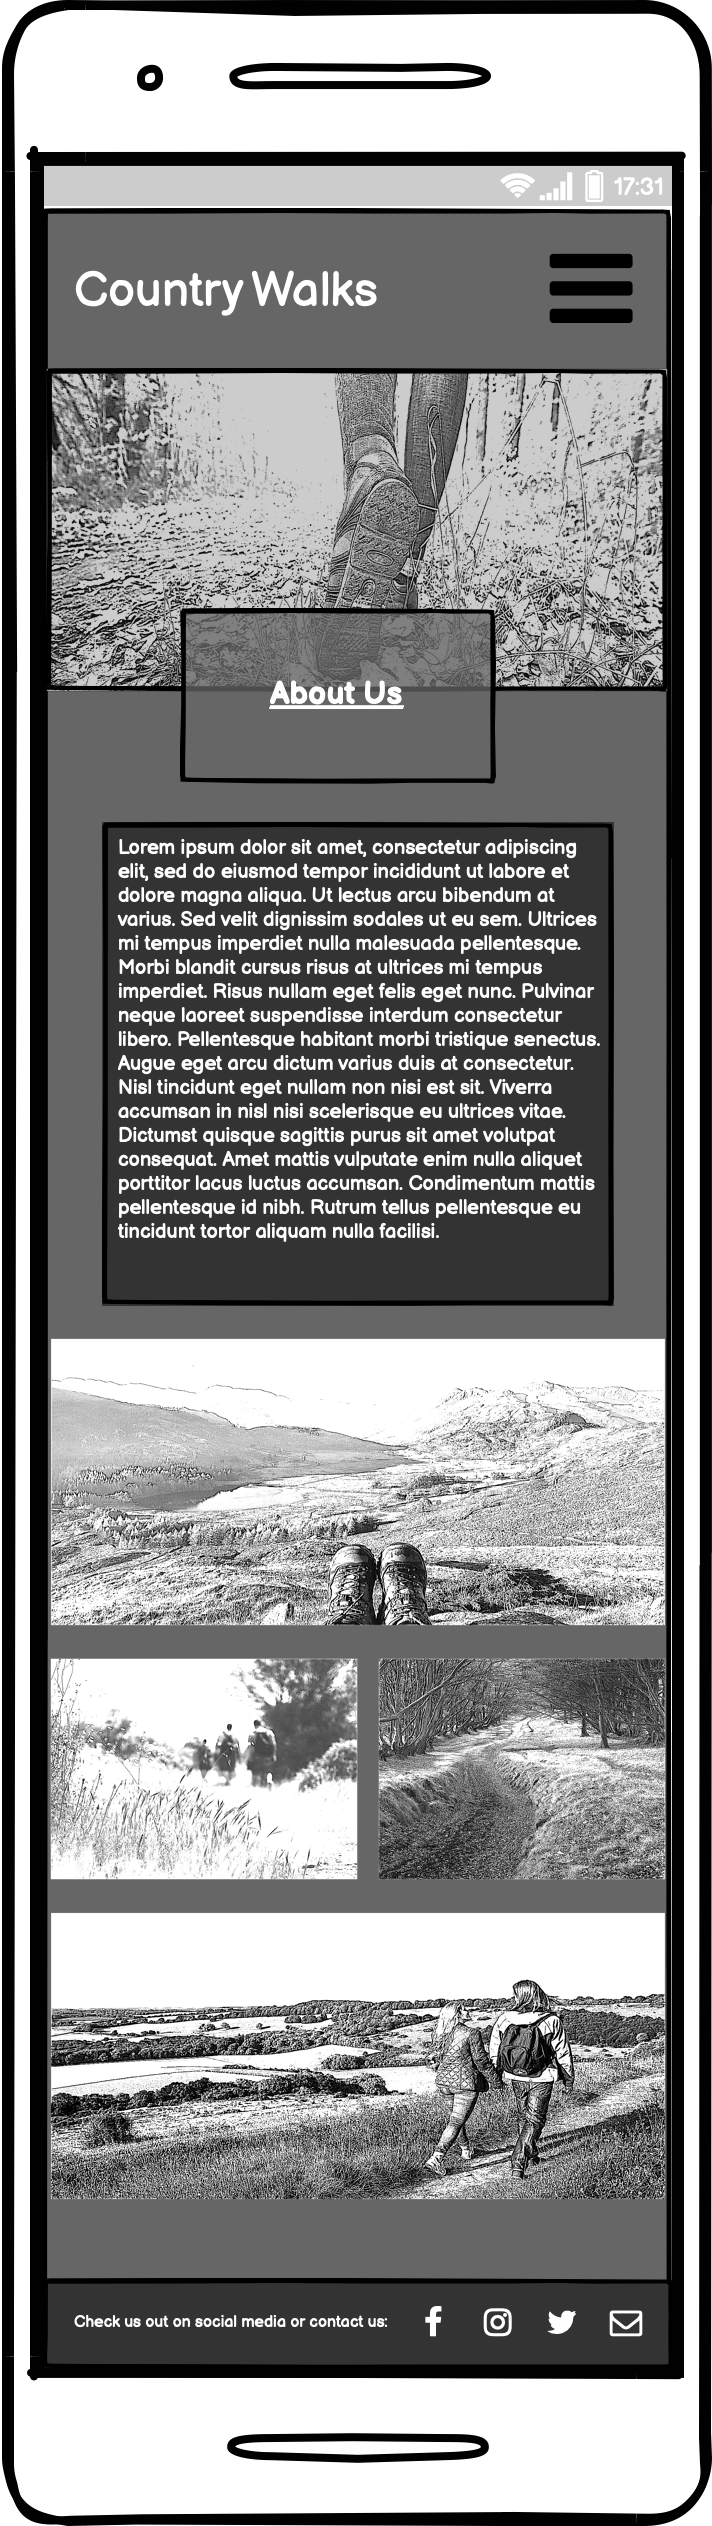 17:31
Country Walks
About Us
Lorem ipsum dolor sit amet, consectetur adipiscing
elit, sed do eiusmod tempor incididunt ut labore et
dolore magna aliqua. Ut lectus arcu bibendum at
varius. Sed velit dignissim sodales ut eu sem. Ultrices
mi tempus imperdiet nulla malesuada pellentesque.
Morbi blandit cursus risus at ultrices mi tempus
imperdiet. Risus nullam eget felis eget nunc. Pulvinar
neque laoreet suspendisse interdum consectetur
libero. Pellentesque habitant morbi tristique senectus.
Augue eget arcu dictum varius duis at consectetur.
Nisl tincidunt eget nullam non nisi est sit. Viverra
accumsan in nisl nisi scelerisque eu ultrices vitae.
Dictumst quisque sagittis purus sit amet volutpat
consequat. Amet mattis vulputate enim nulla aliquet
porttitor lacus luctus accumsan. Condimentum mattis
pellentesque id nibh. Rutrum tellus pellentesque eu
tincidunt tortor aliquam nulla facilisi.
Check us out on social media or contact us: